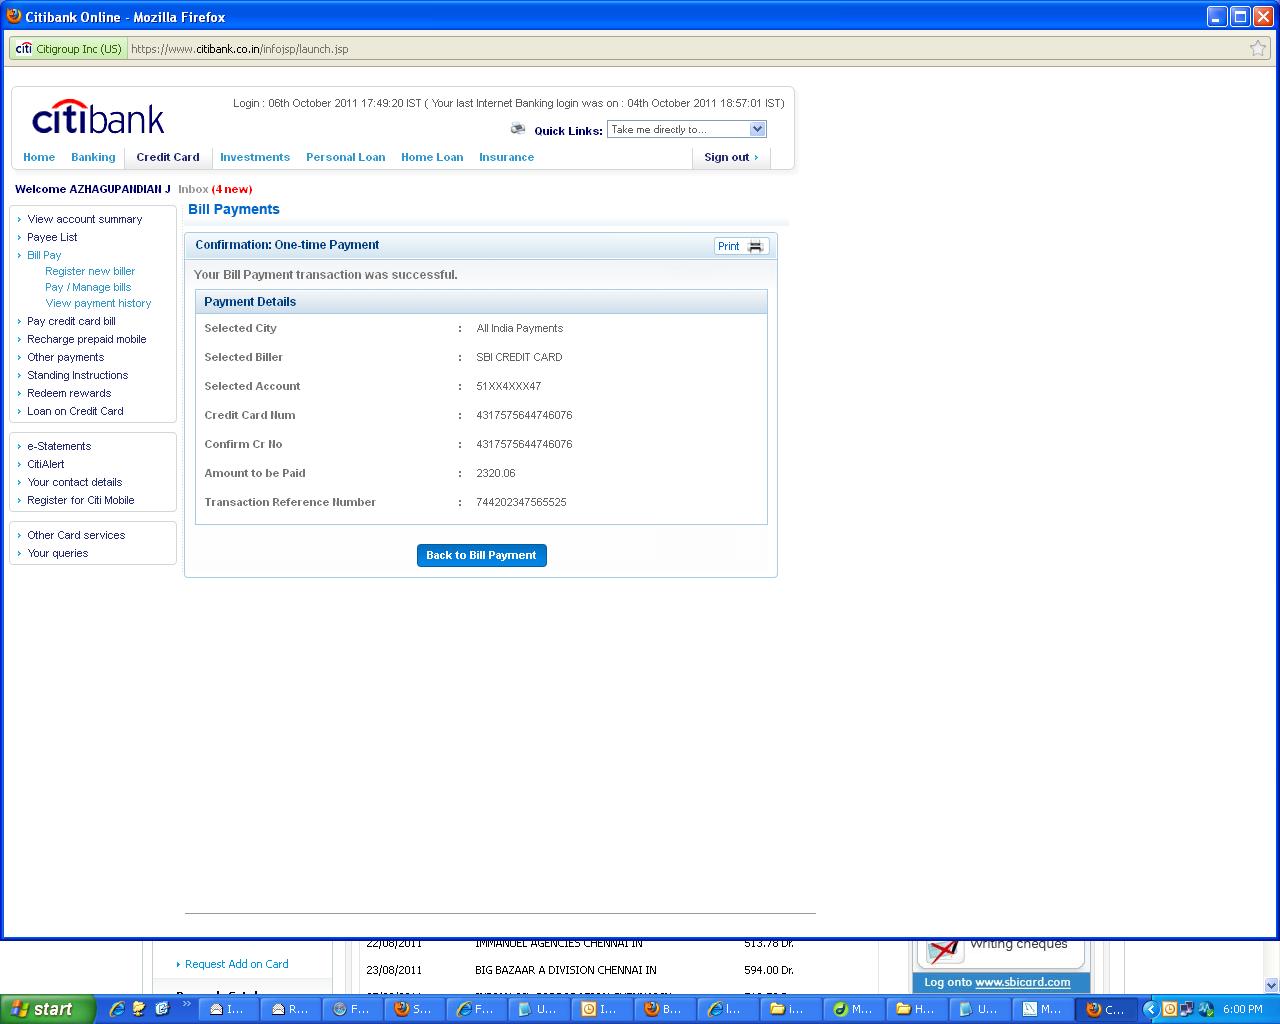 Citibank Online - Mozilla Firefox
citi Citigroup Inc (US) https://www.citibank.co.in/infojsp/launch.jsp
Login : 06th October 2011 17:49:20 IST ( Your last Internet Banking login was on : 04th October 2011 18:57:01 IST)
citibank
Quick Links: Take me directly to...
Home Banking Credit Card Investments Personal Loan Home Loan Insurance Sign out ›
Welcome AZHAGUPANDIAN J Inbox (4 new)
Bill Payments
View account summary
Payee List
Bill Pay
Register new biller
Pay / Manage bills
View payment history
Pay credit card bill
Recharge prepaid mobile
Other payments
Standing Instructions
Redeem rewards
Loan on Credit Card
e-Statements
CitiAlert
Your contact details
Register for Citi Mobile
Other Card services
Your queries
Confirmation: One-time Payment Print
Your Bill Payment transaction was successful.
Payment Details
Selected City : All India Payments
Selected Biller : SBI CREDIT CARD
Selected Account : 51XX4XXX47
Credit Card Num : 4317575644746076
Confirm Cr No : 4317575644746076
Amount to be Paid : 2320.06
Transaction Reference Number : 744202347565525
Back to Bill Payment
22/08/2011 IMMANUEL AGENCIES CHENNAI IN 513.78 Dr. Writing cheques
Request Add on Card 23/08/2011 BIG BAZAAR A DIVISION CHENNAI IN 594.00 Dr.
Log onto www.sbicard.com
start » I... R... F... S... F... U... I... B... I... i... M... H... U... M... C... 6:00 PM